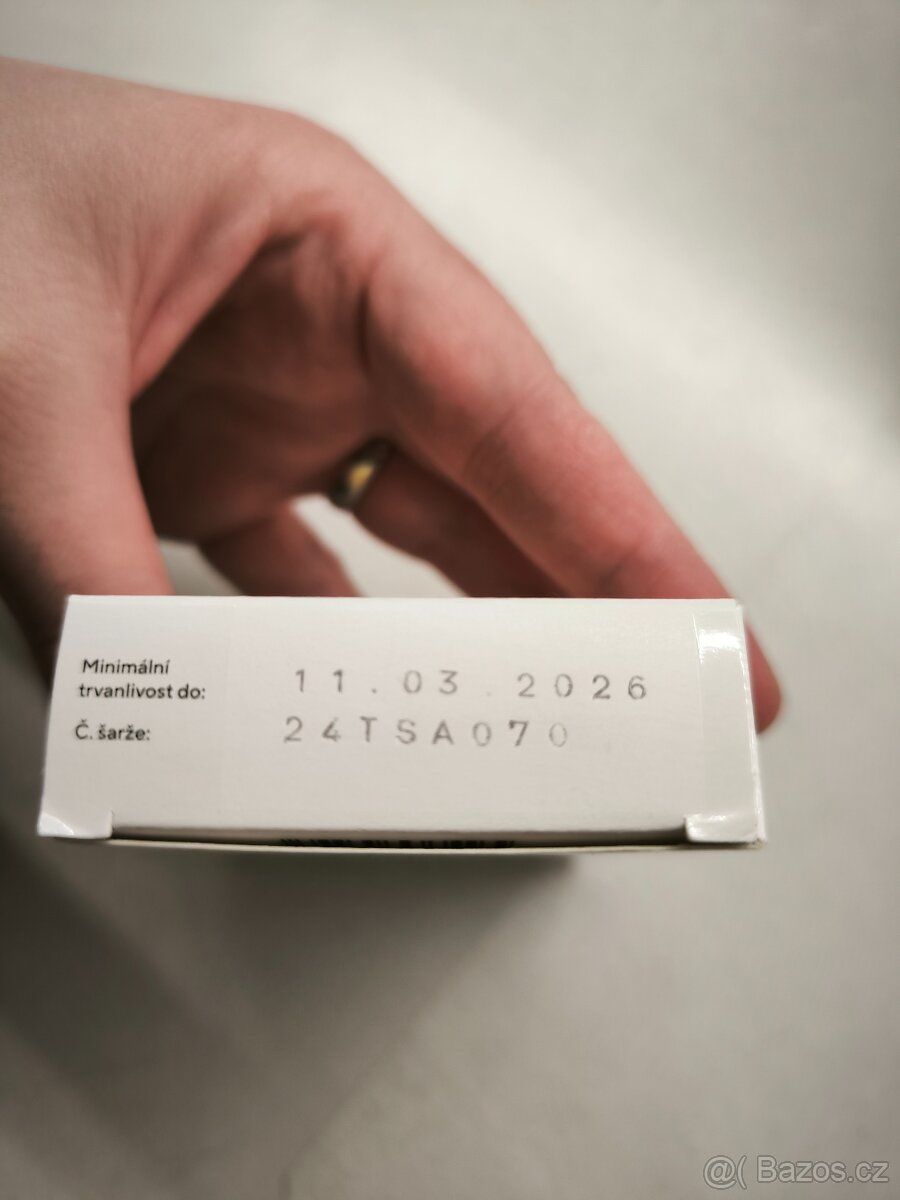 Minimální
trvanlivost do: 11.03.2026
Č. šarže: 24TSA070
@( Bazos.cz